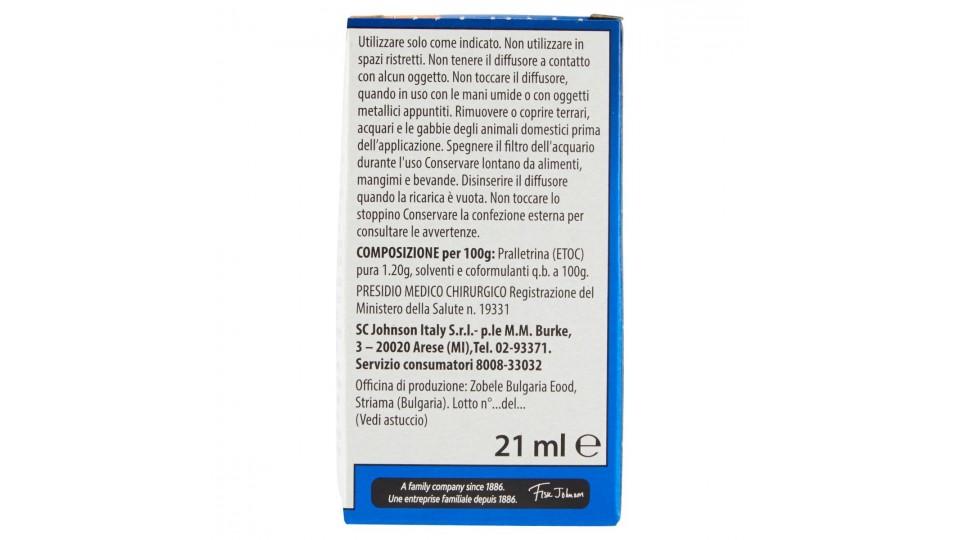 Utilizzare solo come indicato. Non utilizzare in
spazi ristretti. Non tenere il diffusore a contatto
con alcun oggetto. Non toccare il diffusore,
quando in uso con le mani umide o con oggetti
metallici appuntiti. Rimuovere o coprire terrari,
acquari e le gabbie degli animali domestici prima
dell'applicazione. Spegnere il filtro dell'acquario
durante l'uso Conservare lontano da alimenti,
mangimi e bevande. Disinserire il diffusore
quando la ricarica è vuota. Non toccare lo
stoppino Conservare la confezione esterna per
consultare le avvertenze.
COMPOSIZIONE per 100g: Pralletrina (ETOC)
pura 1.20g, solventi e coformulanti q.b. a 100g.
PRESIDIO MEDICO CHIRURGICO Registrazione del
Ministero della Salute n. 19331
SC Johnson Italy S.r.l.- p.le M.M. Burke,
3 – 20020 Arese (MI),Tel. 02-93371.
Servizio consumatori 8008-33032
Officina di produzione: Zobele Bulgaria Eood,
Striama (Bulgaria). Lotto n°...del...
(Vedi astuccio)
21 ml ℮
A family company since 1886.
Une entreprise familiale depuis 1886.
Fisk Johnson